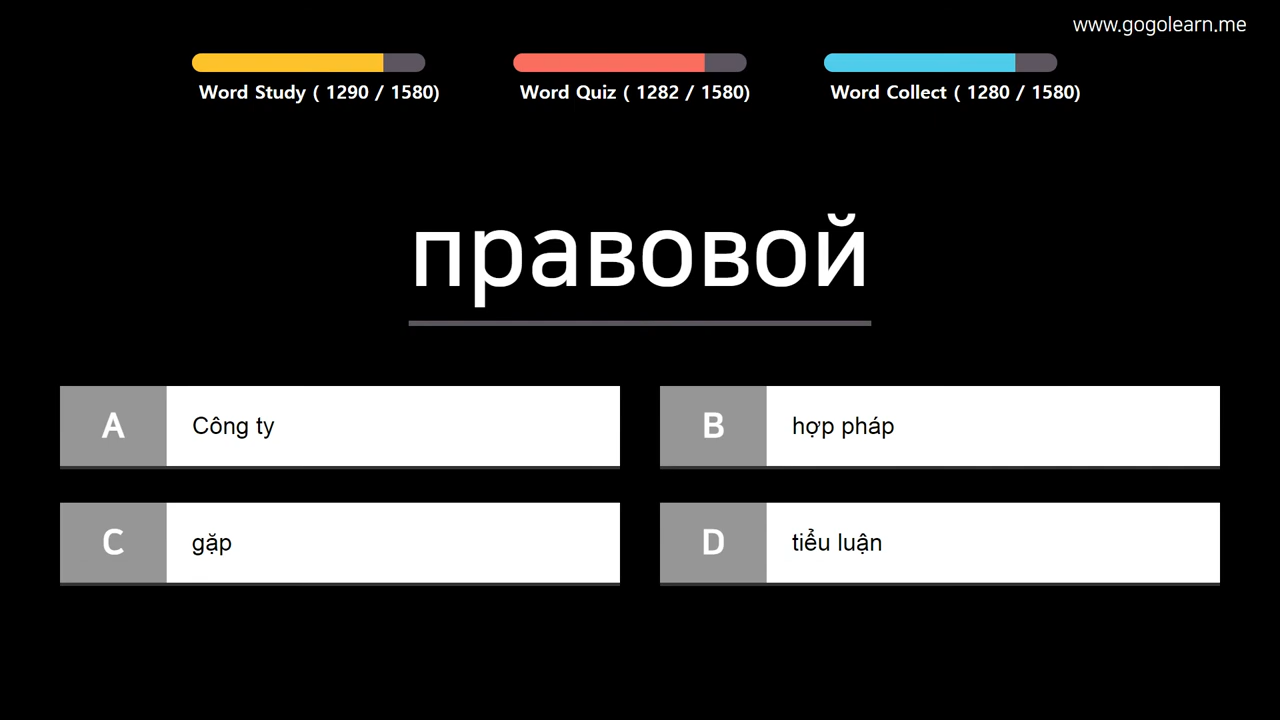 www.gogolearn.me
Word Study ( 1290 / 1580)
Word Quiz ( 1282 / 1580)
Word Collect ( 1280 / 1580)
правовой
A Công ty
B hợp pháp
C gặp
D tiểu luận